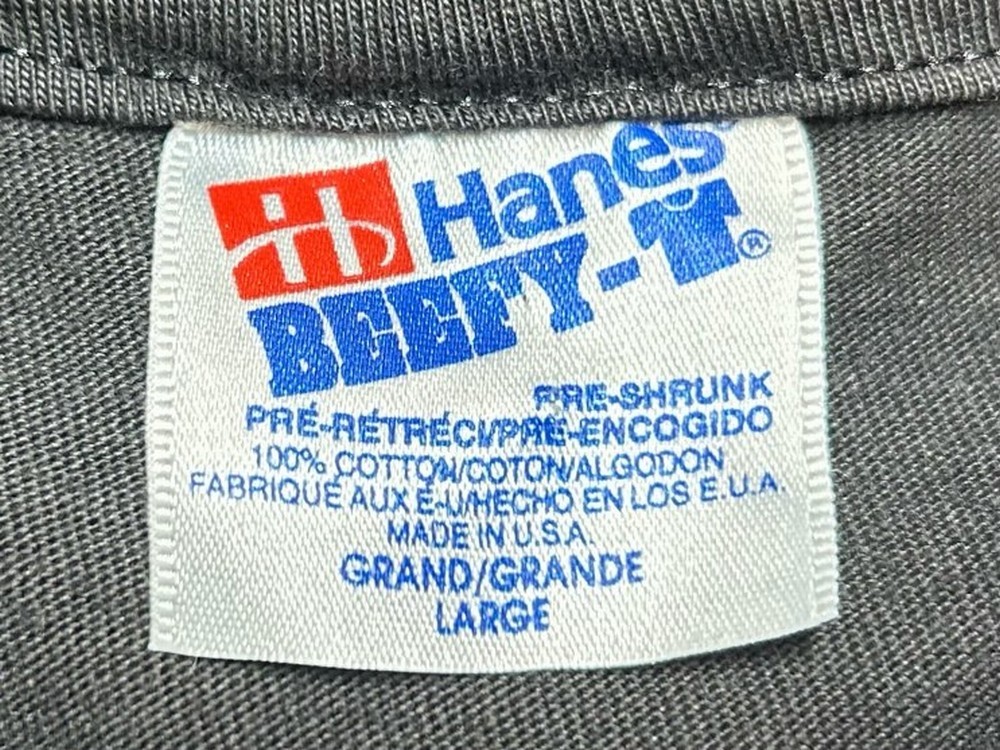 Hanes®
BEEFY-T®
PRE-SHRUNK
PRÉ-RÉTRÉCI/PRE-ENCOGIDO
100% COTTON/COTON/ALGODON
FABRIQUÉ AUX É-U/HECHO EN LOS E.U.A.
MADE IN U.S.A.
GRAND/GRANDE
LARGE